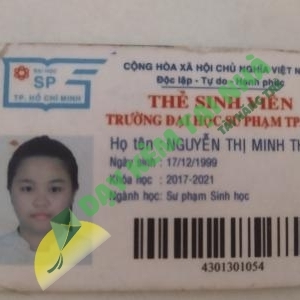 CỘNG HÒA XÃ HỘI CHỦ NGHĨA VIỆT
Độc lập - Tự do - Hạnh phúc
ĐẠI HỌC
SP
TP. HỒ CHÍ MINH
THẺ SINH VIÊN
TRƯỜNG ĐẠI HỌC SƯ PHẠM TP
Họ tên : NGUYỄN THỊ MINH
Ngày sinh : 17/12/1999
Khóa học : 2017-2021
Ngành học: Sư phạm Sinh học
4301301054